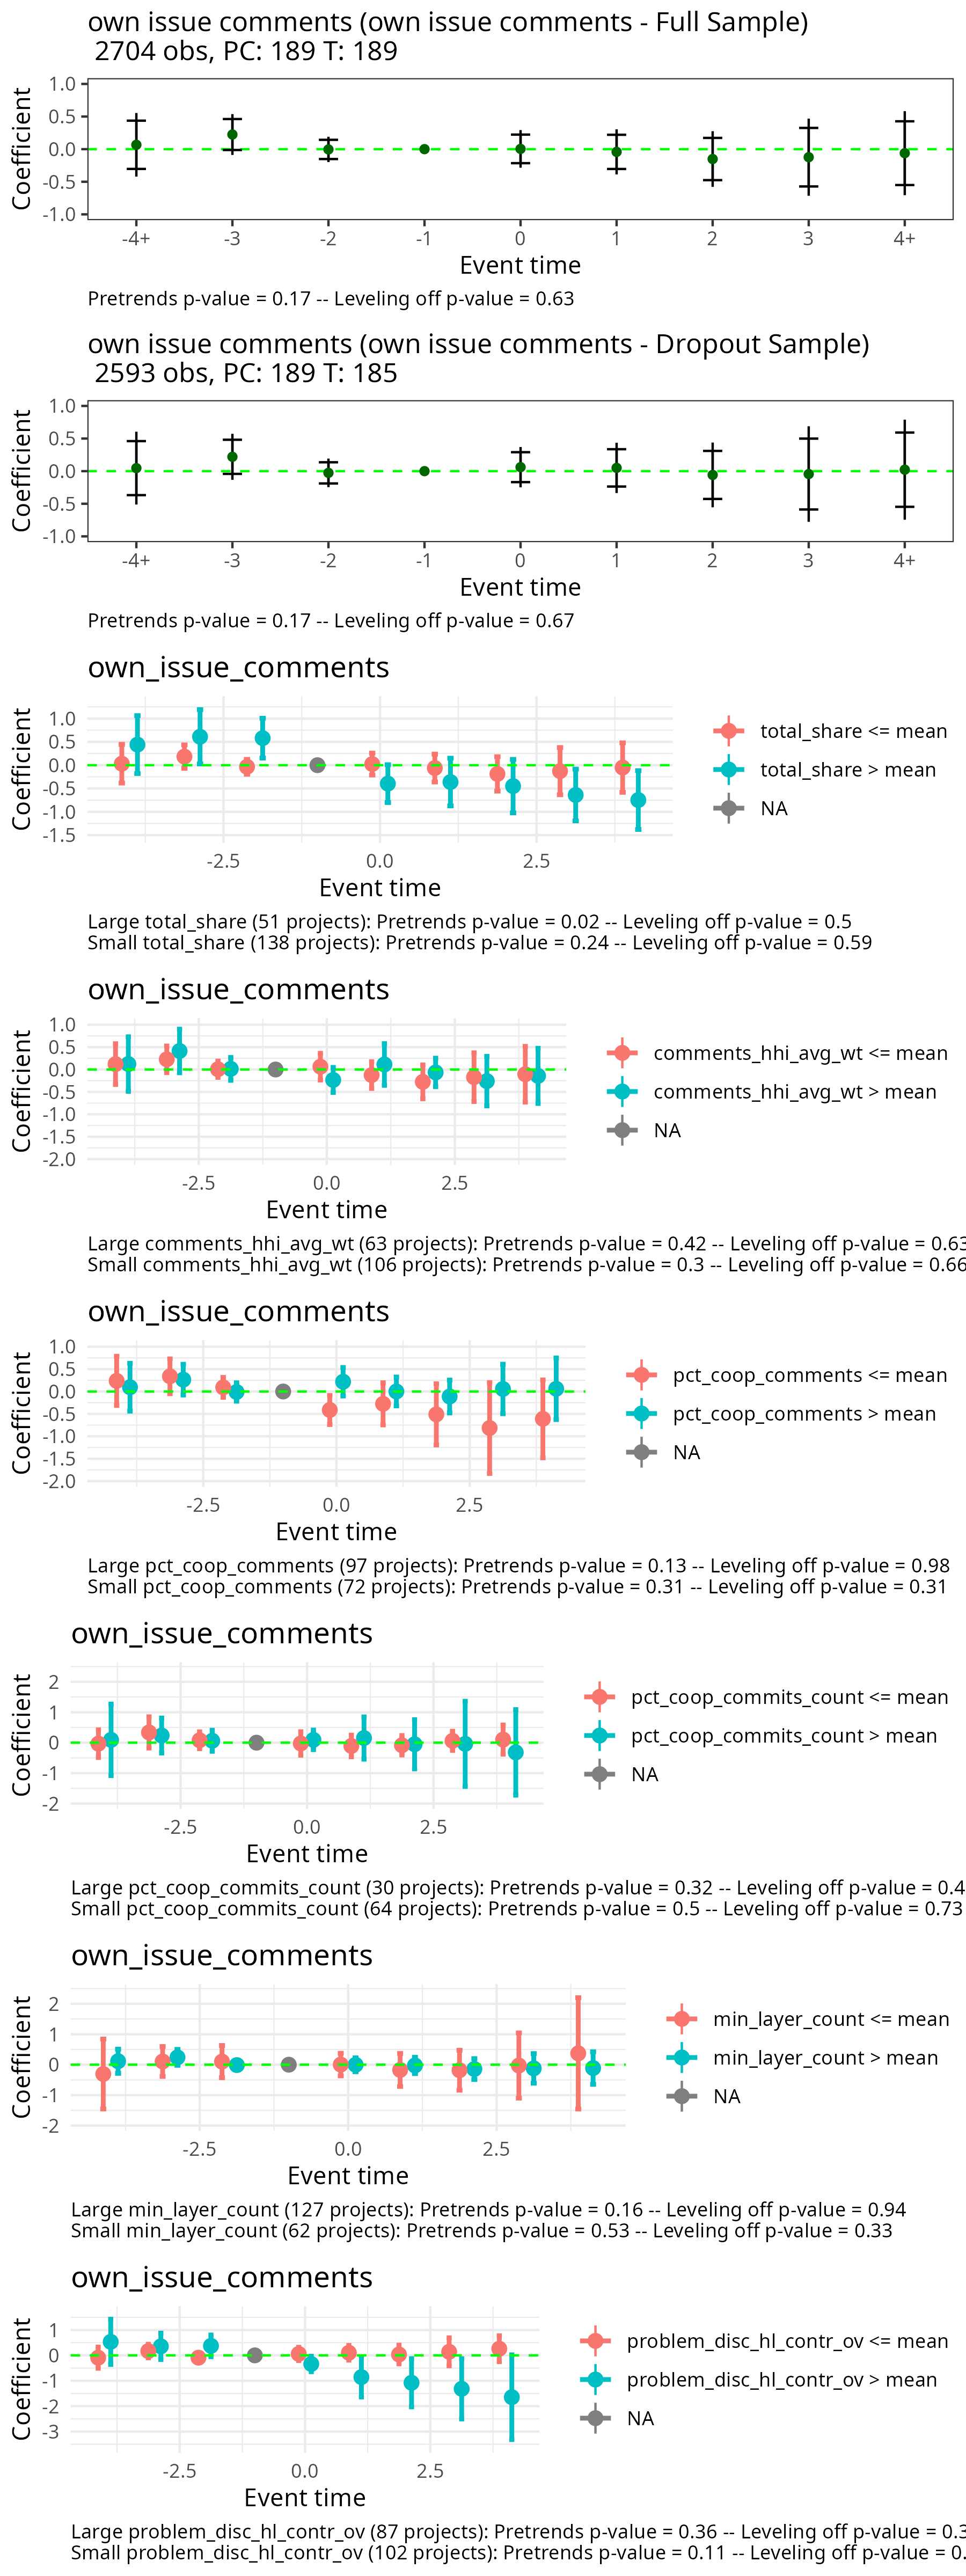 own issue comments (own issue comments - Full Sample)
2704 obs, PC: 189 T: 189
Coefficient
1.0
0.5
0.0
-0.5
-1.0
-4+ -3 -2 -1 0 1 2 3 4+
Event time
Pretrends p-value = 0.17 -- Leveling off p-value = 0.63
own issue comments (own issue comments - Dropout Sample)
2593 obs, PC: 189 T: 185
Coefficient
1.0
0.5
0.0
-0.5
-1.0
-4+ -3 -2 -1 0 1 2 3 4+
Event time
Pretrends p-value = 0.17 -- Leveling off p-value = 0.67
own_issue_comments
Coefficient
1.0
0.5
0.0
-0.5
-1.0
-1.5
-2.5 0.0 2.5
Event time
total_share <= mean
total_share > mean
NA
Large total_share (51 projects): Pretrends p-value = 0.02 -- Leveling off p-value = 0.5
Small total_share (138 projects): Pretrends p-value = 0.24 -- Leveling off p-value = 0.59
own_issue_comments
Coefficient
1.0
0.5
0.0
-0.5
-1.0
-1.5
-2.0
-2.5 0.0 2.5
Event time
comments_hhi_avg_wt <= mean
comments_hhi_avg_wt > mean
NA
Large comments_hhi_avg_wt (63 projects): Pretrends p-value = 0.42 -- Leveling off p-value = 0.63
Small comments_hhi_avg_wt (106 projects): Pretrends p-value = 0.3 -- Leveling off p-value = 0.66
own_issue_comments
Coefficient
1.0
0.5
0.0
-0.5
-1.0
-1.5
-2.0
-2.5 0.0 2.5
Event time
pct_coop_comments <= mean
pct_coop_comments > mean
NA
Large pct_coop_comments (97 projects): Pretrends p-value = 0.13 -- Leveling off p-value = 0.98
Small pct_coop_comments (72 projects): Pretrends p-value = 0.31 -- Leveling off p-value = 0.31
own_issue_comments
Coefficient
2
1
0
-1
-2
-2.5 0.0 2.5
Event time
pct_coop_commits_count <= mean
pct_coop_commits_count > mean
NA
Large pct_coop_commits_count (30 projects): Pretrends p-value = 0.32 -- Leveling off p-value = 0.4
Small pct_coop_commits_count (64 projects): Pretrends p-value = 0.5 -- Leveling off p-value = 0.73
own_issue_comments
Coefficient
2
1
0
-1
-2
-2.5 0.0 2.5
Event time
min_layer_count <= mean
min_layer_count > mean
NA
Large min_layer_count (127 projects): Pretrends p-value = 0.16 -- Leveling off p-value = 0.94
Small min_layer_count (62 projects): Pretrends p-value = 0.53 -- Leveling off p-value = 0.33
own_issue_comments
Coefficient
1
0
-1
-2
-3
-2.5 0.0 2.5
Event time
problem_disc_hl_contr_ov <= mean
problem_disc_hl_contr_ov > mean
NA
Large problem_disc_hl_contr_ov (87 projects): Pretrends p-value = 0.36 -- Leveling off p-value = 0.3
Small problem_disc_hl_contr_ov (102 projects): Pretrends p-value = 0.11 -- Leveling off p-value = 0.